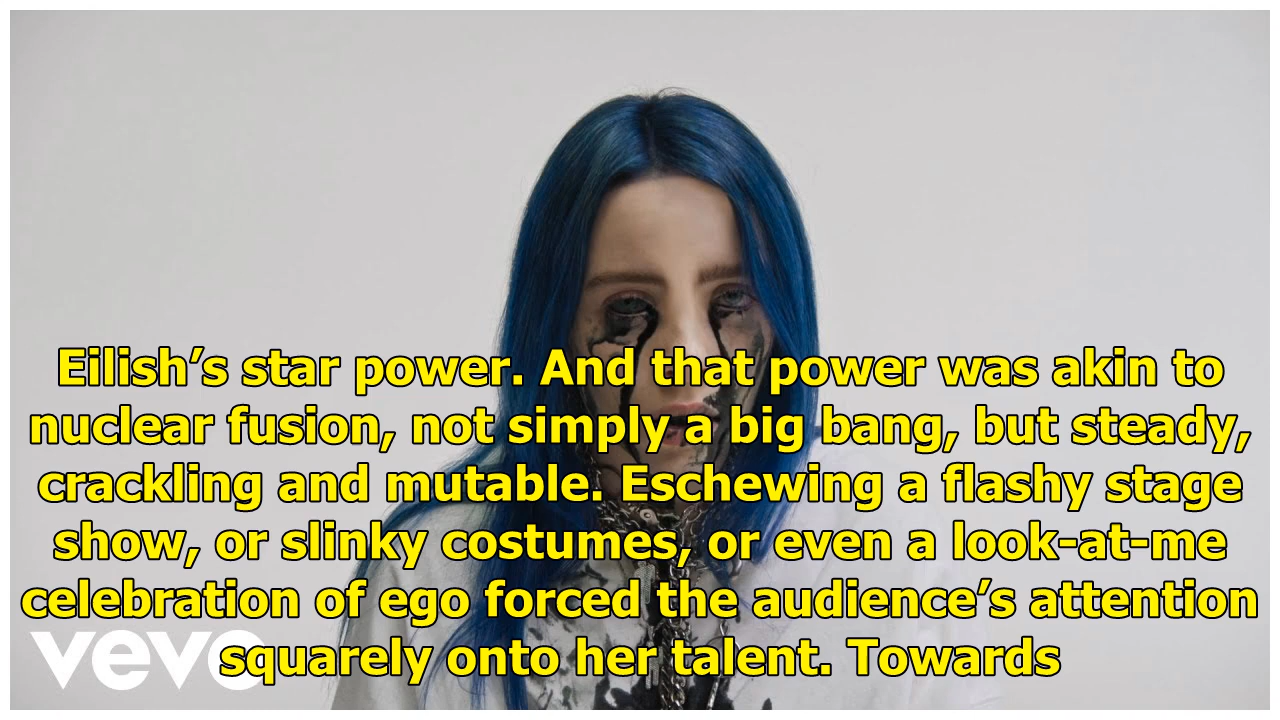 Eilish’s star power. And that power was akin to
nuclear fusion, not simply a big bang, but steady,
crackling and mutable. Eschewing a flashy stage
show, or slinky costumes, or even a look-at-me
celebration of ego forced the audience’s attention
squarely onto her talent. Towards
vevo